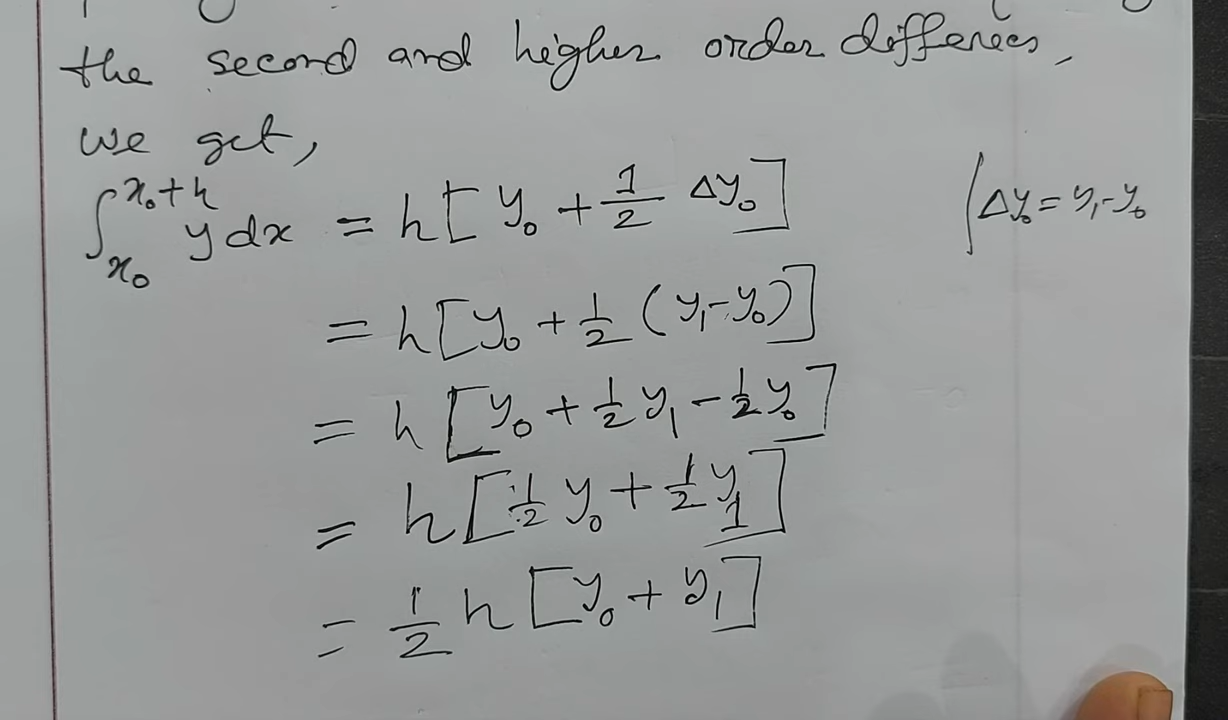 the second and higher order differences,
we get,
∫_{x₀}^{x₀+h} y dx = h[y₀ + 1/2 Δy₀] | Δy₀ = y₁-y₀
= h[y₀ + 1/2 (y₁-y₀)]
= h[y₀ + 1/2 y₁ - 1/2 y₀]
= h[1/2 y₀ + 1/2 y₁]
= 1/2 h[y₀ + y₁]